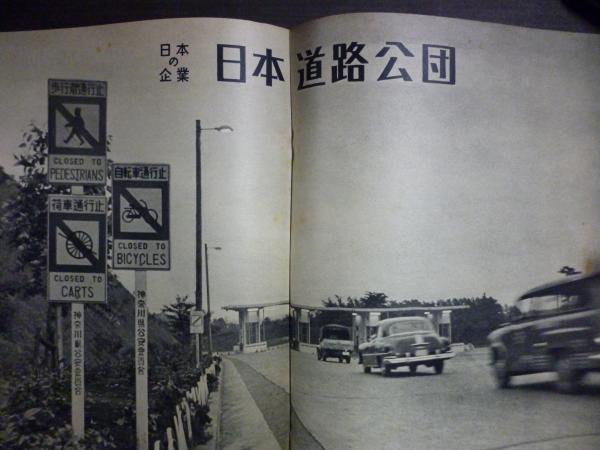 日本
の
企業
日本道路公団
歩行者通行止
CLOSED TO
PEDESTRIANS
荷車通行止
CLOSED TO
CARTS
神奈川県公安委員会
自転車通行止
CLOSED TO
BICYCLES
神奈川県公安委員会